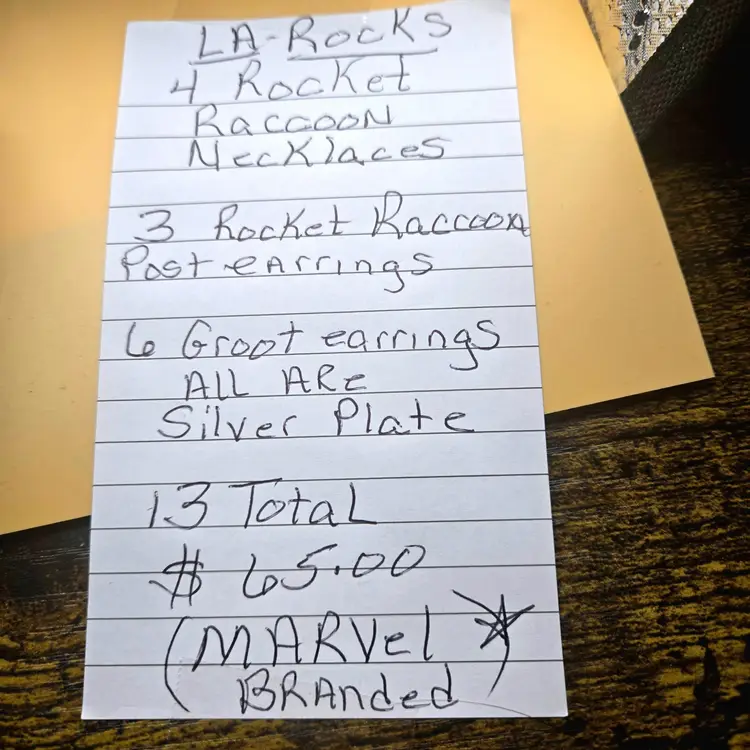 LA-Rocks
4 Rocket
Raccoon
Necklaces
3 Rocket Raccoon
Post earrings
6 Groot earrings
All ARe
Silver Plate
13 Total
$ 65.00
(MARVel
BRAnded)